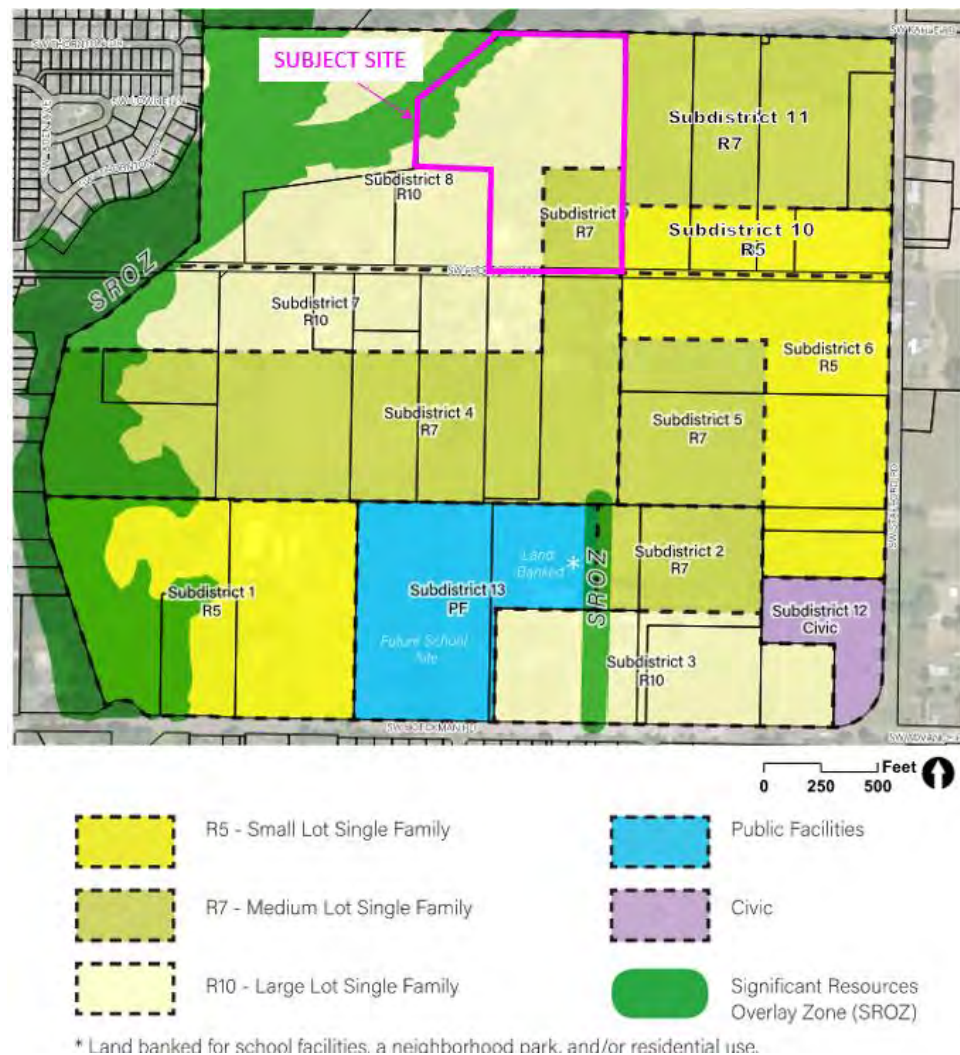 SUBJECT SITE
Subdistrict 11
R7
Subdistrict 8
R10
Subdistrict
R7
Subdistrict 10
R5
SROZ
Subdistrict 7
R10
Subdistrict 6
R5
Subdistrict 4
R7
Subdistrict 5
R7
Land
Banked *
SROZ
Subdistrict 2
R7
Subdistrict 1
R5
Subdistrict 13
PF
Future School
Site
Subdistrict 12
Civic
Subdistrict 3
R10
Feet
0 250 500
R5 - Small Lot Single Family
Public Facilities
R7 - Medium Lot Single Family
Civic
R10 - Large Lot Single Family
Significant Resources
Overlay Zone (SROZ)
* Land banked for school facilities, a neighborhood park, and/or residential use.